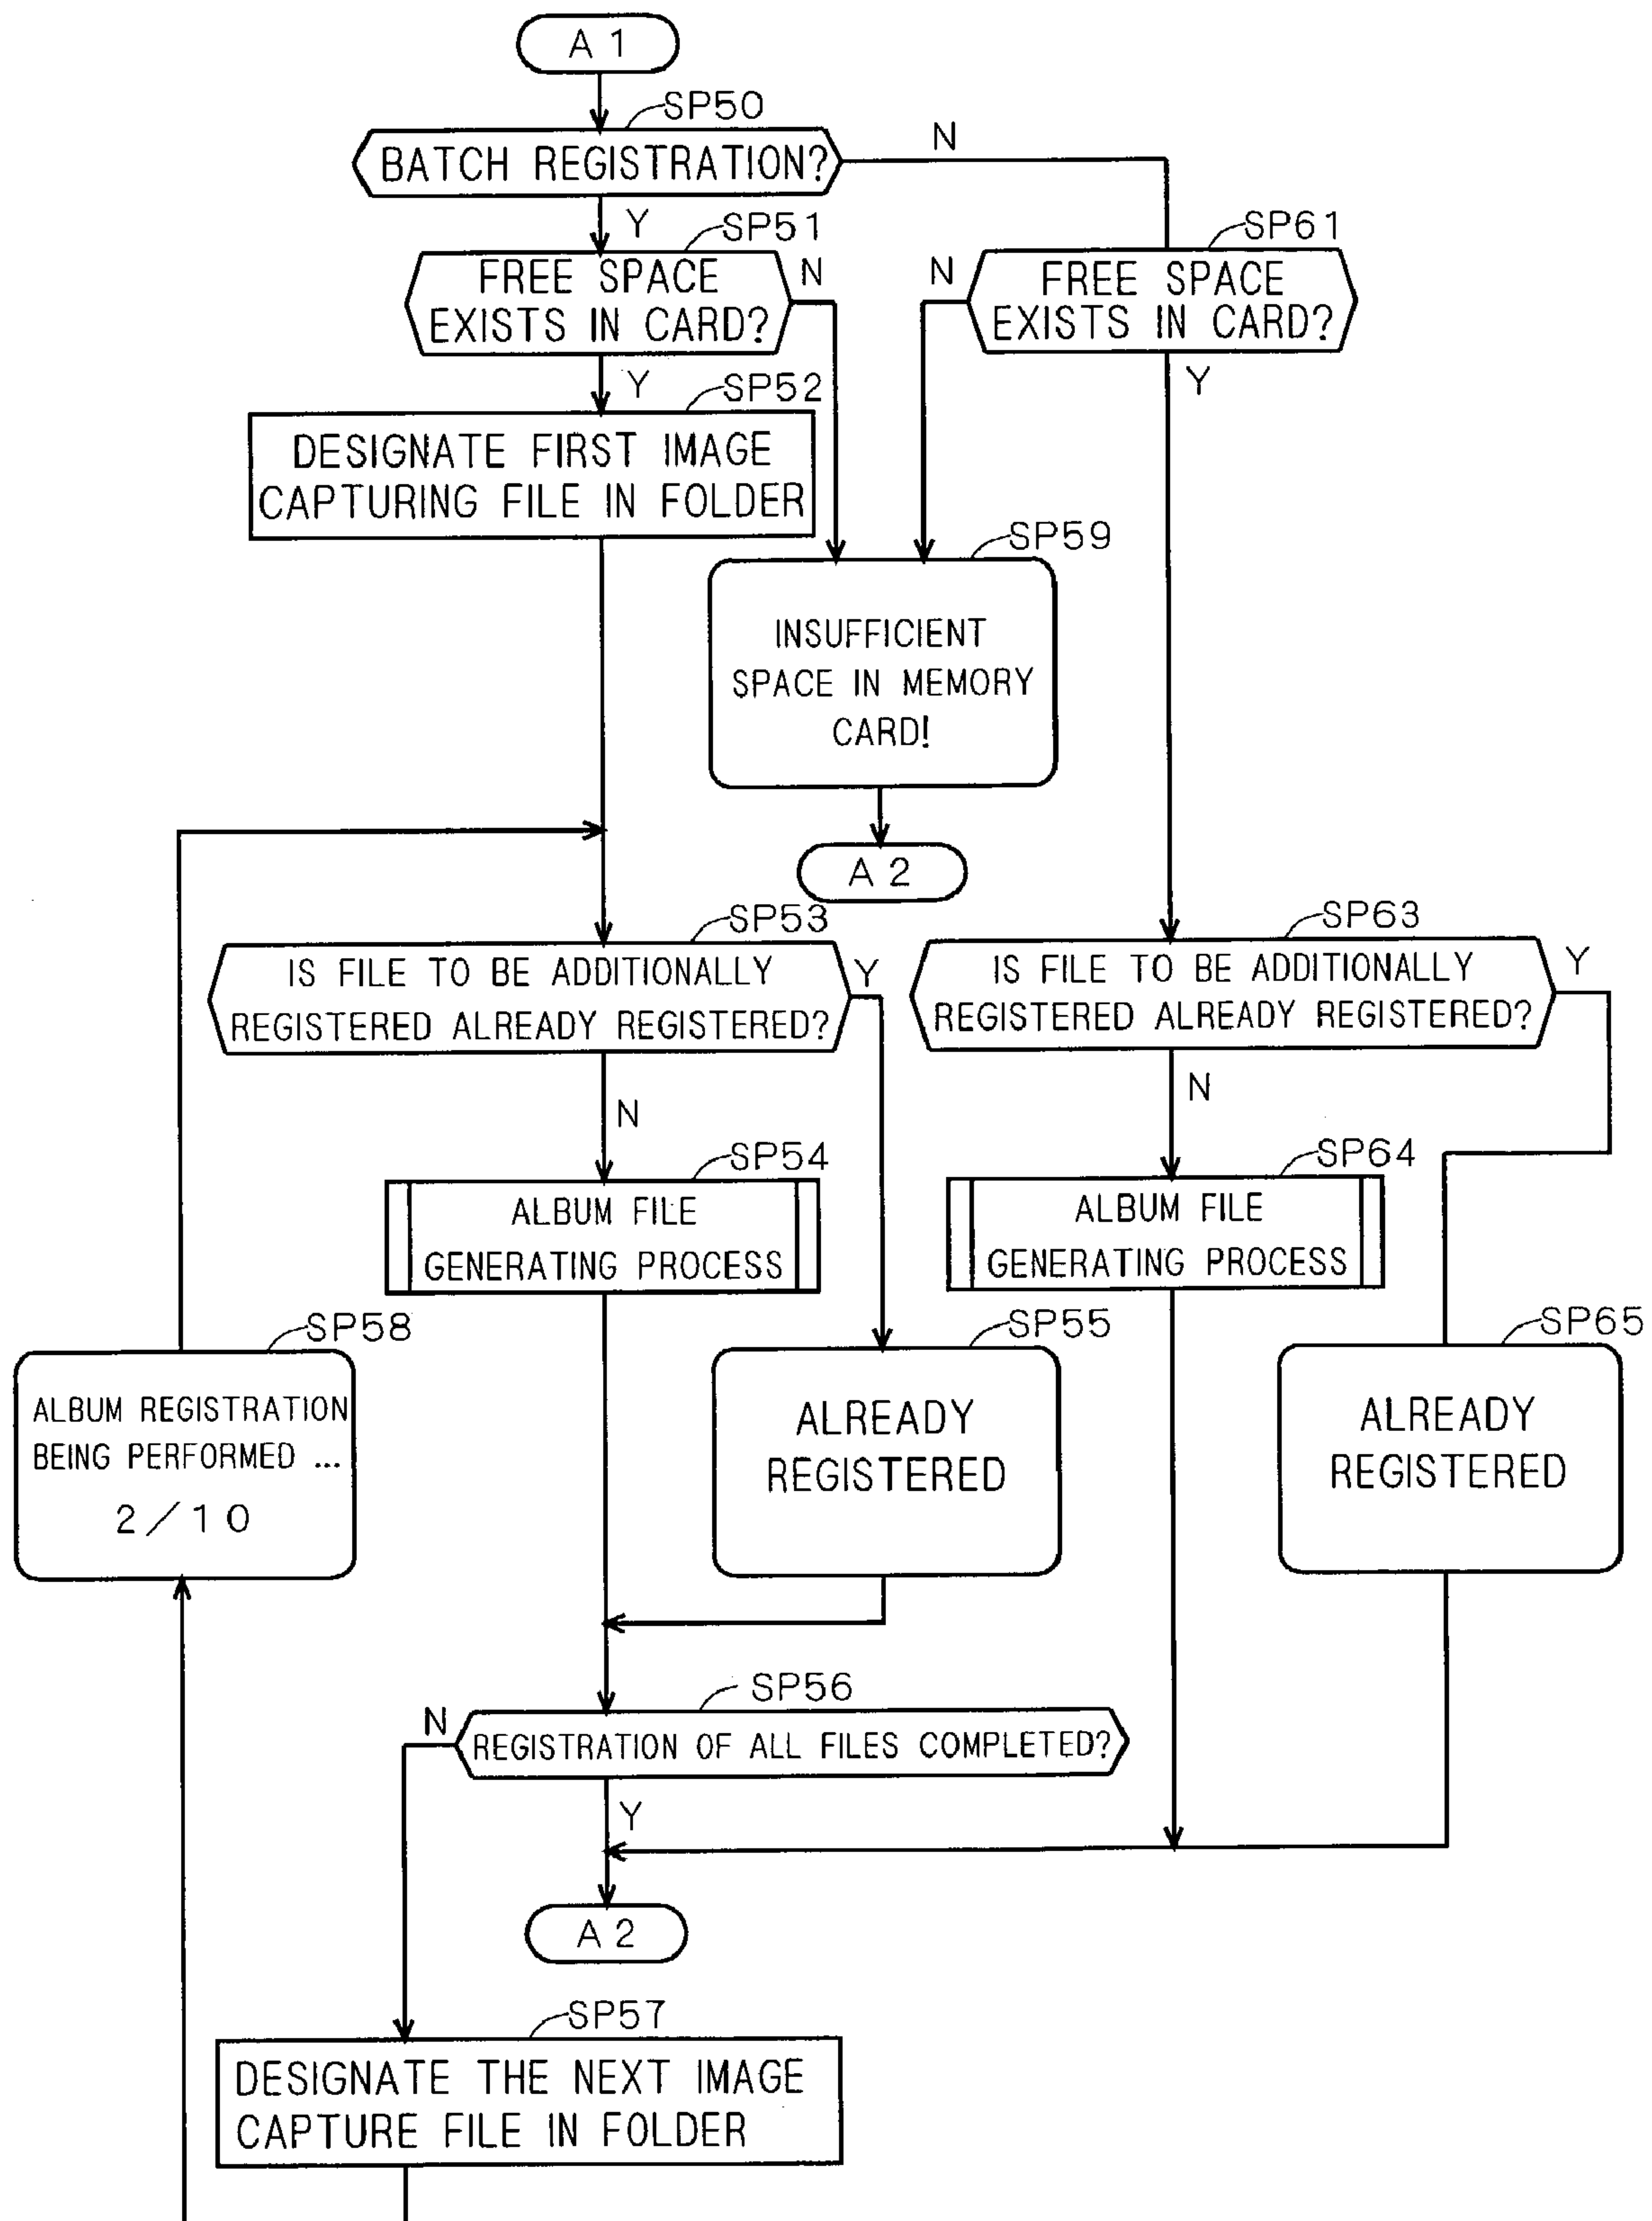 A1
SP50
BATCH REGISTRATION?
N
Y
SP51
SP61
FREE SPACE
EXISTS IN CARD?
N
N
FREE SPACE
EXISTS IN CARD?
Y
SP52
Y
DESIGNATE FIRST IMAGE
CAPTURING FILE IN FOLDER
SP59
INSUFFICIENT
SPACE IN MEMORY
CARD!
A2
SP53
IS FILE TO BE ADDITIONALLY
REGISTERED ALREADY REGISTERED?
Y
SP63
IS FILE TO BE ADDITIONALLY
REGISTERED ALREADY REGISTERED?
Y
N
N
SP54
ALBUM FILE
GENERATING PROCESS
SP64
ALBUM FILE
GENERATING PROCESS
SP58
ALBUM REGISTRATION
BEING PERFORMED ...
2/10
SP55
ALREADY
REGISTERED
SP65
ALREADY
REGISTERED
SP56
N
REGISTRATION OF ALL FILES COMPLETED?
Y
A2
SP57
DESIGNATE THE NEXT IMAGE
CAPTURE FILE IN FOLDER